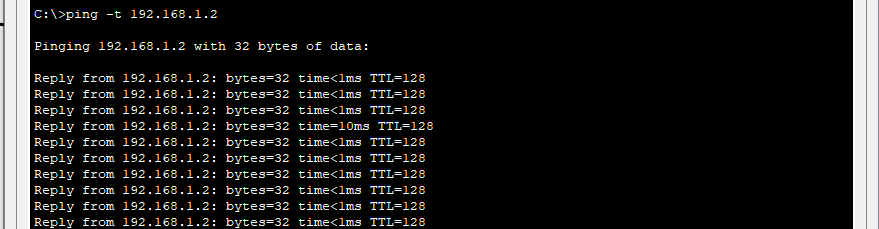 C:\>ping -t 192.168.1.2
Pinging 192.168.1.2 with 32 bytes of data:
Reply from 192.168.1.2: bytes=32 time<1ms TTL=128
Reply from 192.168.1.2: bytes=32 time<1ms TTL=128
Reply from 192.168.1.2: bytes=32 time<1ms TTL=128
Reply from 192.168.1.2: bytes=32 time=10ms TTL=128
Reply from 192.168.1.2: bytes=32 time<1ms TTL=128
Reply from 192.168.1.2: bytes=32 time<1ms TTL=128
Reply from 192.168.1.2: bytes=32 time<1ms TTL=128
Reply from 192.168.1.2: bytes=32 time<1ms TTL=128
Reply from 192.168.1.2: bytes=32 time<1ms TTL=128
Reply from 192.168.1.2: bytes=32 time<1ms TTL=128